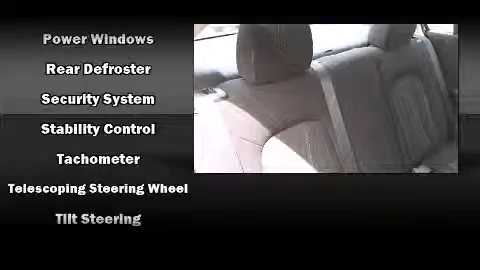 Power Windows
Rear Defroster
Security System
Stability Control
Tachometer
Telescoping Steering Wheel
Tilt Steering